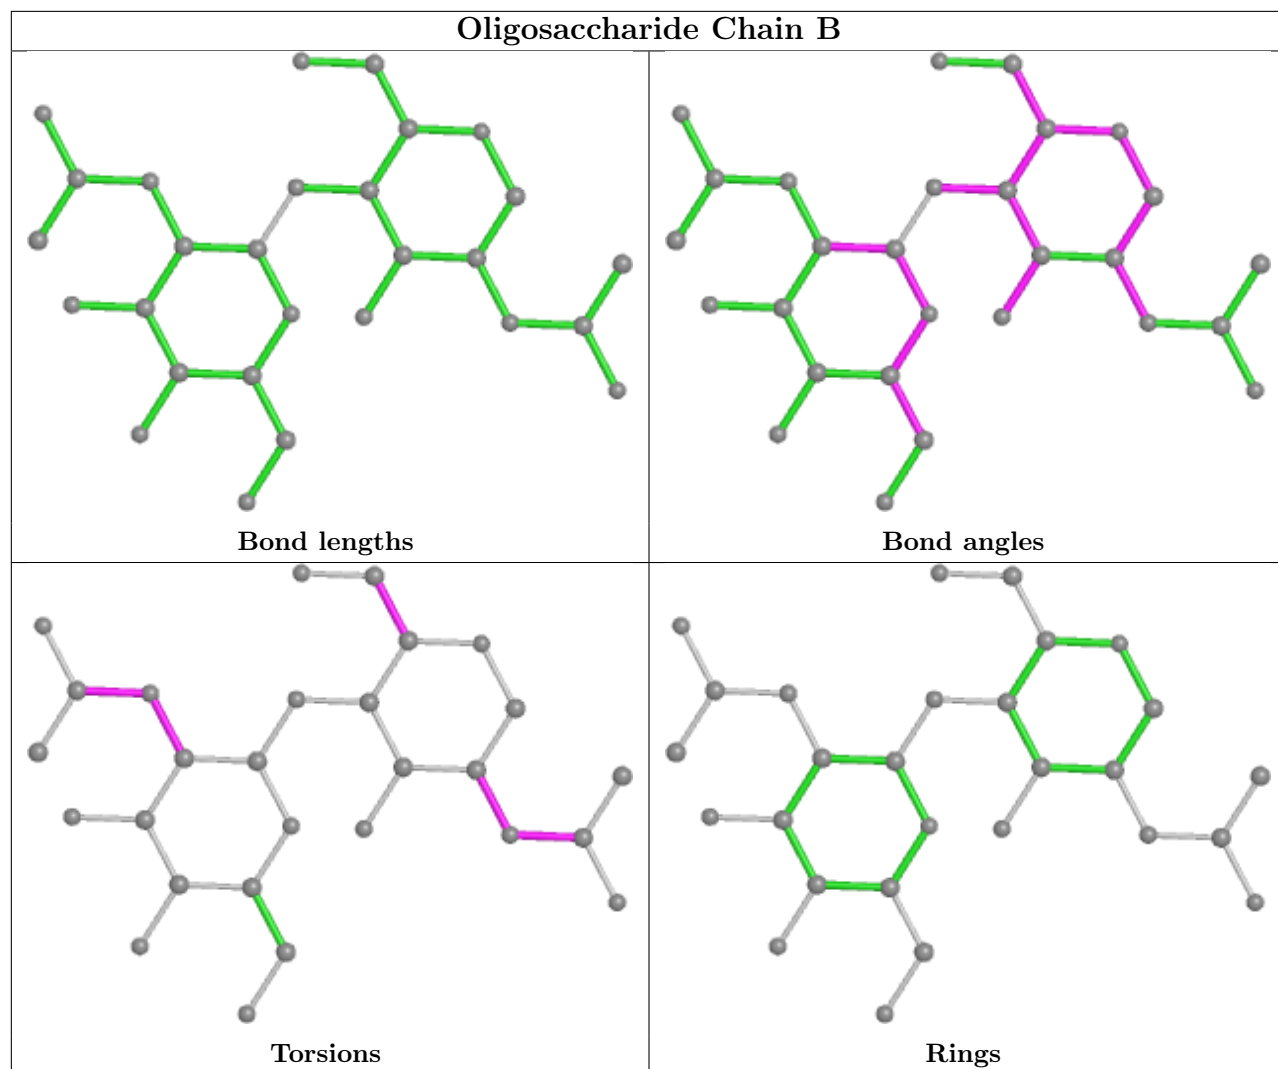 Oligosaccharide Chain B
Bond lengths
Bond angles
Torsions
Rings